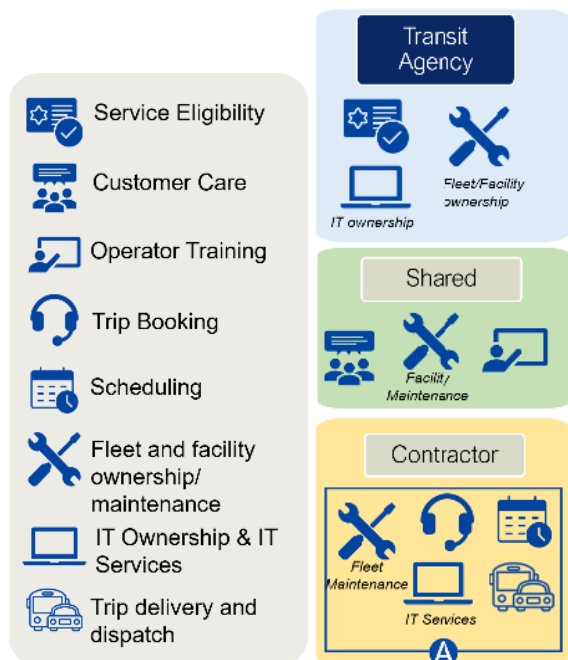 Service Eligibility
Customer Care
Operator Training
Trip Booking
Scheduling
Fleet and facility
ownership/
maintenance
IT Ownership & IT
Services
Trip delivery and
dispatch
Transit
Agency
Fleet/Facility
ownership
IT ownership
Shared
Facility/
Maintenance
Contractor
Fleet
Maintenance
IT Services
A